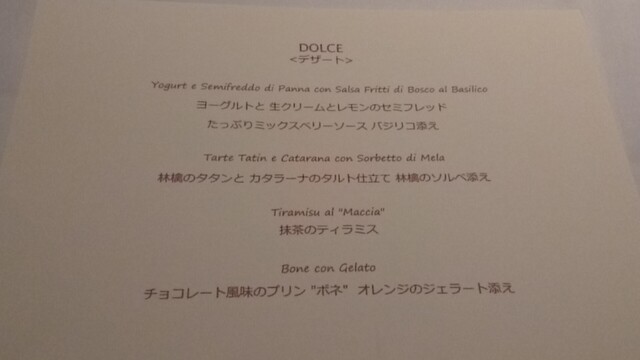 DOLCE
<デザート>
Yogurt e Semifreddo di Panna con Salsa Fritti di Bosco al Basilico
ヨーグルトと 生クリームとレモンのセミフレッド
たっぷりミックスベリーソース バジリコ添え
Tarte Tatin e Catarana con Sorbetto di Mela
林檎のタタンと カタラーナのタルト仕立て 林檎のソルベ添え
Tiramisu al "Maccia"
抹茶のティラミス
Bone con Gelato
チョコレート風味のプリン "ボネ" オレンジのジェラート添え